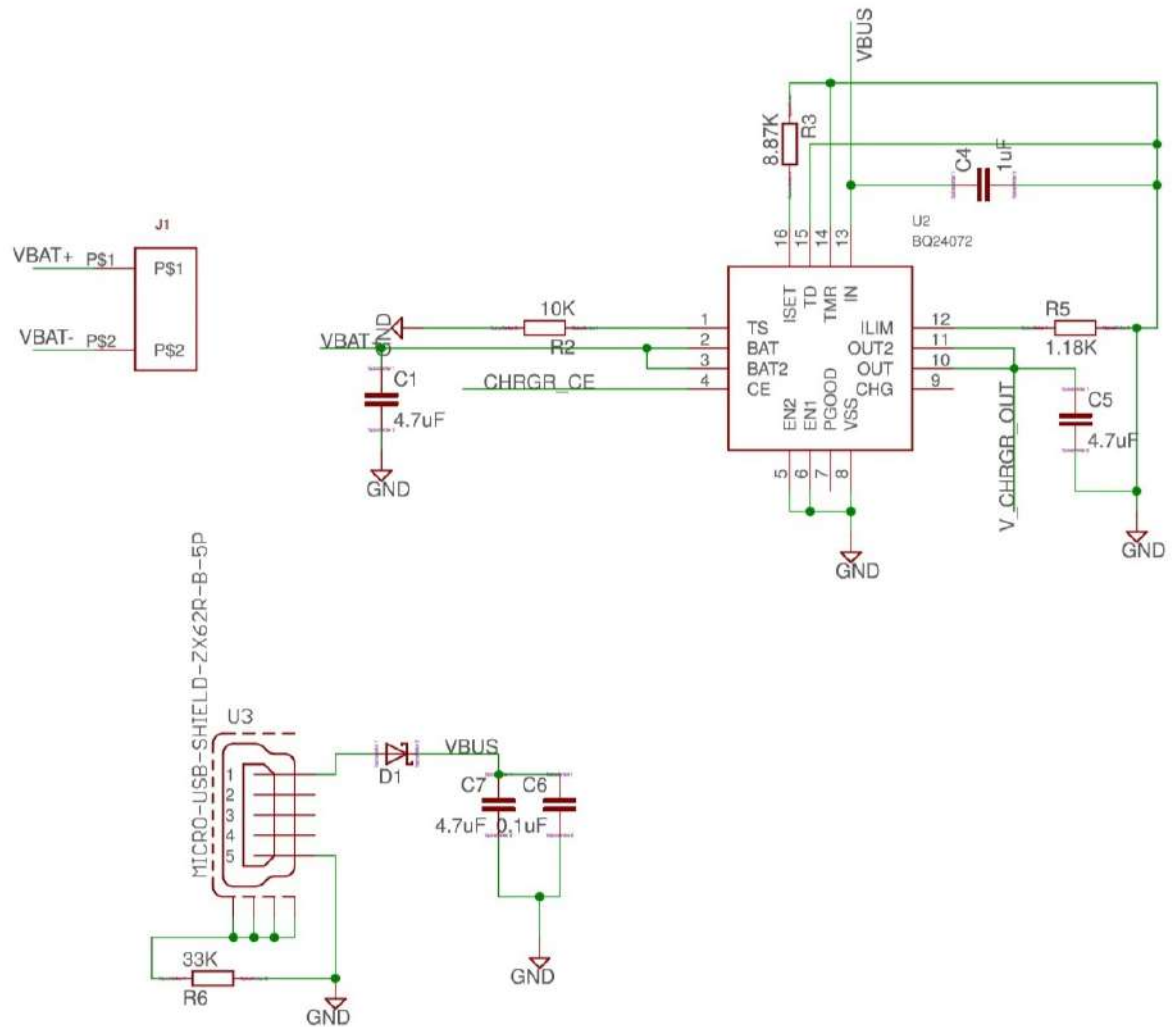 VBUS
8.87K
R3
C4
1uF
U2
BQ24072
16
15
14
13
ISET
TD
TMR
IN
J1
VBAT+
P$1
P$1
VBAT-
P$2
P$2
GND
10K
R2
VBAT-
1
TS
2
BAT
3
BAT2
4
CE
CHRGR_CE
C1
4.7uF
GND
ILIM
12
OUT2
11
OUT
10
CHG
9
R5
1.18K
EN2
EN1
PGOOD
VSS
5
6
7
8
GND
V_CHRGR_OUT
C5
4.7uF
GND
MICRO-USB-SHIELD-ZX62R-B-5P
U3
1
2
3
4
5
D1
VBUS
C7
4.7uF
C6
0.1uF
GND
33K
R6
GND